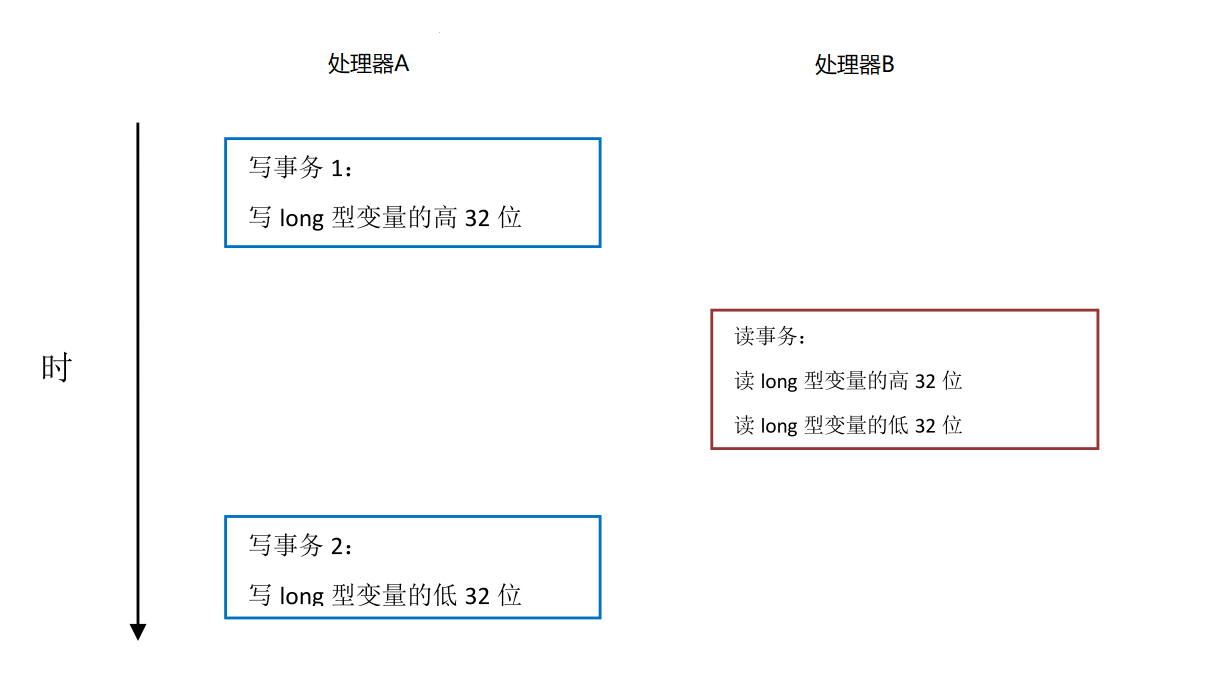 处理器A
处理器B
写事务 1：
写 long 型变量的高 32 位
读事务：
读 long 型变量的高 32 位
时
读 long 型变量的低 32 位
写事务 2：
写 long 型变量的低 32 位